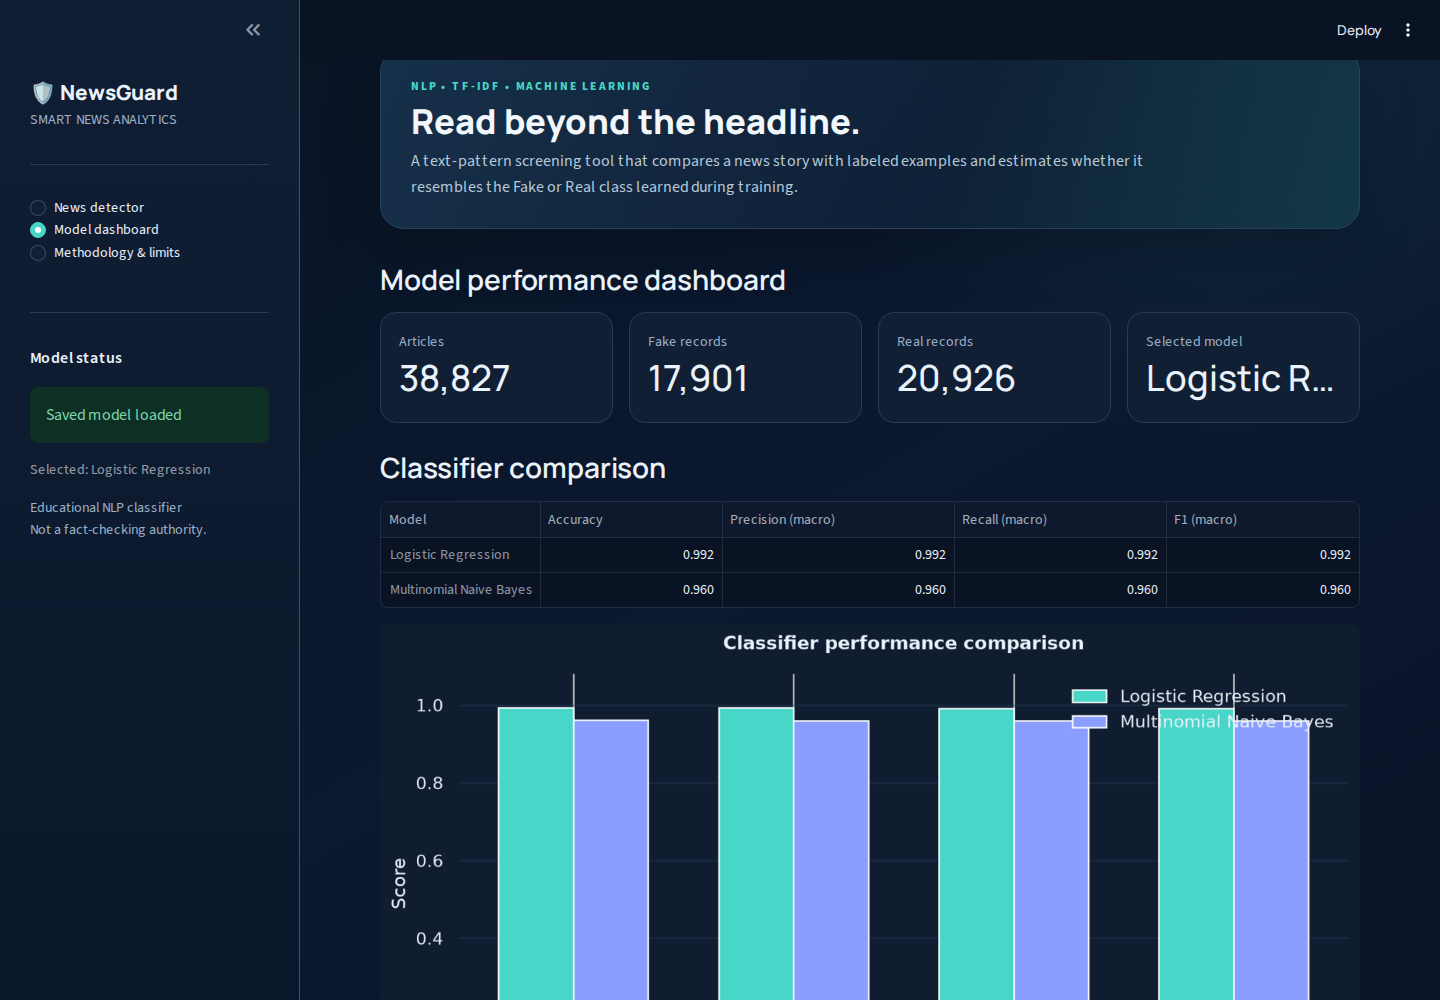 Deploy
🛡️ NewsGuard
SMART NEWS ANALYTICS
News detector
Model dashboard
Methodology & limits
Model status
Saved model loaded
Selected: Logistic Regression
Educational NLP classifier
Not a fact-checking authority.
NLP • TF-IDF • MACHINE LEARNING
Read beyond the headline.
A text-pattern screening tool that compares a news story with labeled examples and estimates whether it
resembles the Fake or Real class learned during training.
Model performance dashboard
Articles
38,827
Fake records
17,901
Real records
20,926
Selected model
Logistic R...
Classifier comparison
Model Accuracy Precision (macro) Recall (macro) F1 (macro)
Logistic Regression 0.992 0.992 0.992 0.992
Multinomial Naive Bayes 0.960 0.960 0.960 0.960
Classifier performance comparison
Logistic Regression
Multinomial Naive Bayes
1.0
0.8
0.6
0.4
Score